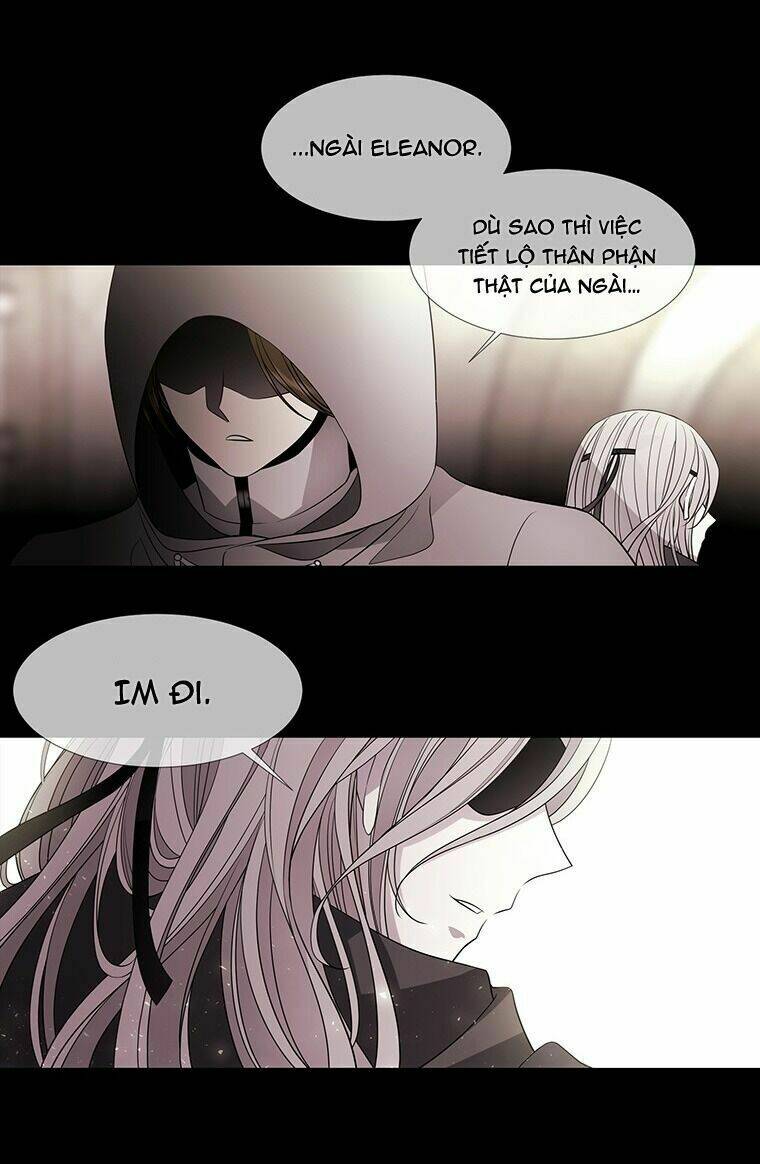 ...NGÀI ELEANOR.
DÙ SAO THÌ VIỆC
TIẾT LỘ THÂN PHẬN
THẬT CỦA NGÀI...
IM ĐI.